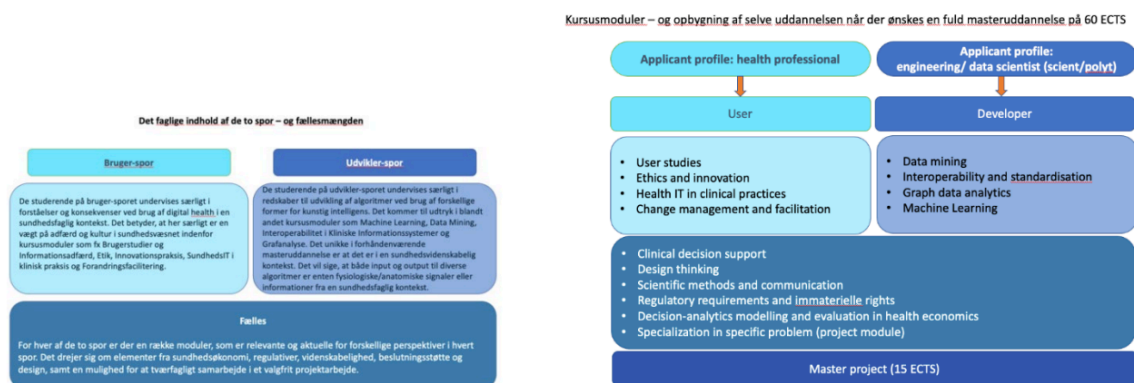 Det faglige indhold af de to spor – og fællesmængden
Bruger-spor
De studerende på bruger-sporet undervises særligt i
forståelser og konsekvenser ved brug af digital health i en
sundhedsfaglig kontekst. Det betyder, at her særligt er en
vægt på adfærd og kultur i sundhedsvæsnet indenfor
kursusmoduler som fx Brugerstudier og
Informationsadfærd, Etik, Innovationspraksis, SundhedsIT i
klinisk praksis og Forandringsfacilitering.
Udvikler-spor
De studerende på udvikler-sporet undervises særligt i
redskaber til udvikling af algoritmer ved brug af forskellige
former for kunstig intelligens. Det kommer til udtryk i blandt
andet kursusmoduler som Machine Learning, Data Mining,
Interoperabilitet i Kliniske Informationssystemer og
Grafanalyse. Det unikke i forhåndenværende
masteruddannelse er at det er i en sundhedsvidenskabelig
kontekst. Det vil sige, at både input og output til diverse
algoritmer er enten fysiologiske/anatomiske signaler eller
informationer fra en sundhedsfaglig kontekst.
Fælles
For hver af de to spor er der en række moduler, som er relevante og aktuelle for forskellige perspektiver i hvert
spor. Det drejer sig om elementer fra sundhedsøkonomi, regulativer, videnskabelighed, beslutningsstøtte og
design, samt en mulighed for at tværfagligt samarbejde i et valgfrit projektarbejde.
Kursusmoduler – og opbygning af selve uddannelsen når der ønskes en fuld masteruddannelse på 60 ECTS
Applicant profile: health professional
Applicant profile:
engineering/ data scientist (scient/polyt)
User
Developer
• User studies
• Ethics and innovation
• Health IT in clinical practices
• Change management and facilitation
• Data mining
• Interoperability and standardisation
• Graph data analytics
• Machine Learning
• Clinical decision support
• Design thinking
• Scientific methods and communication
• Regulatory requirements and immaterielle rights
• Decision-analytics modelling and evaluation in health economics
• Specialization in specific problem (project module)
Master project (15 ECTS)